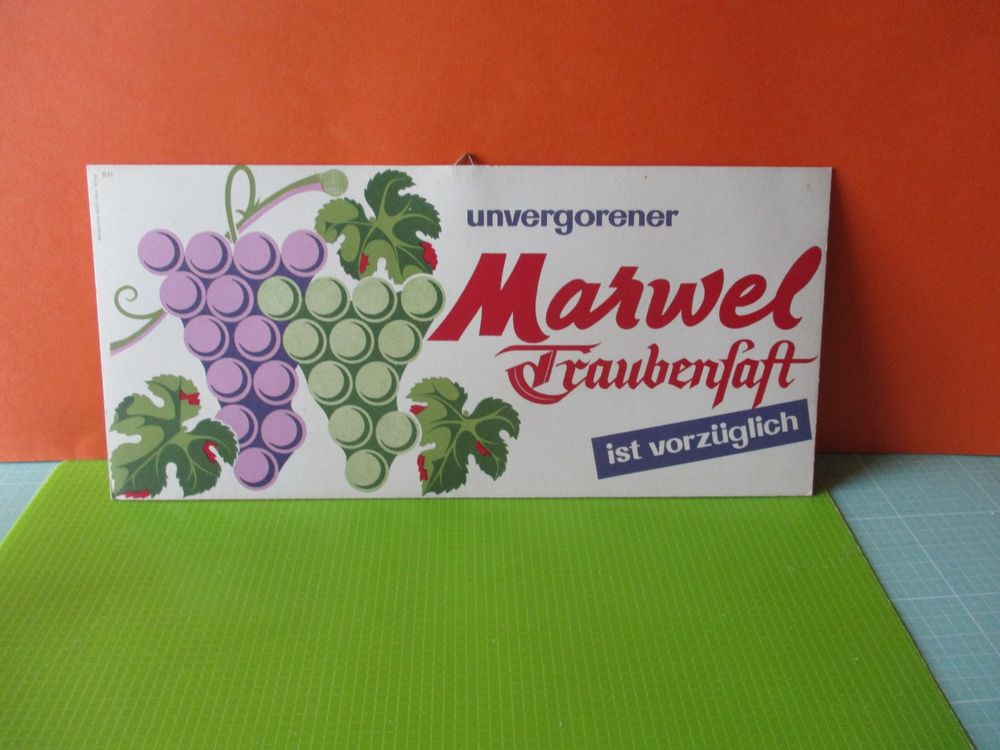 unvergorener
Marwel
Traubensaft
ist vorzüglich